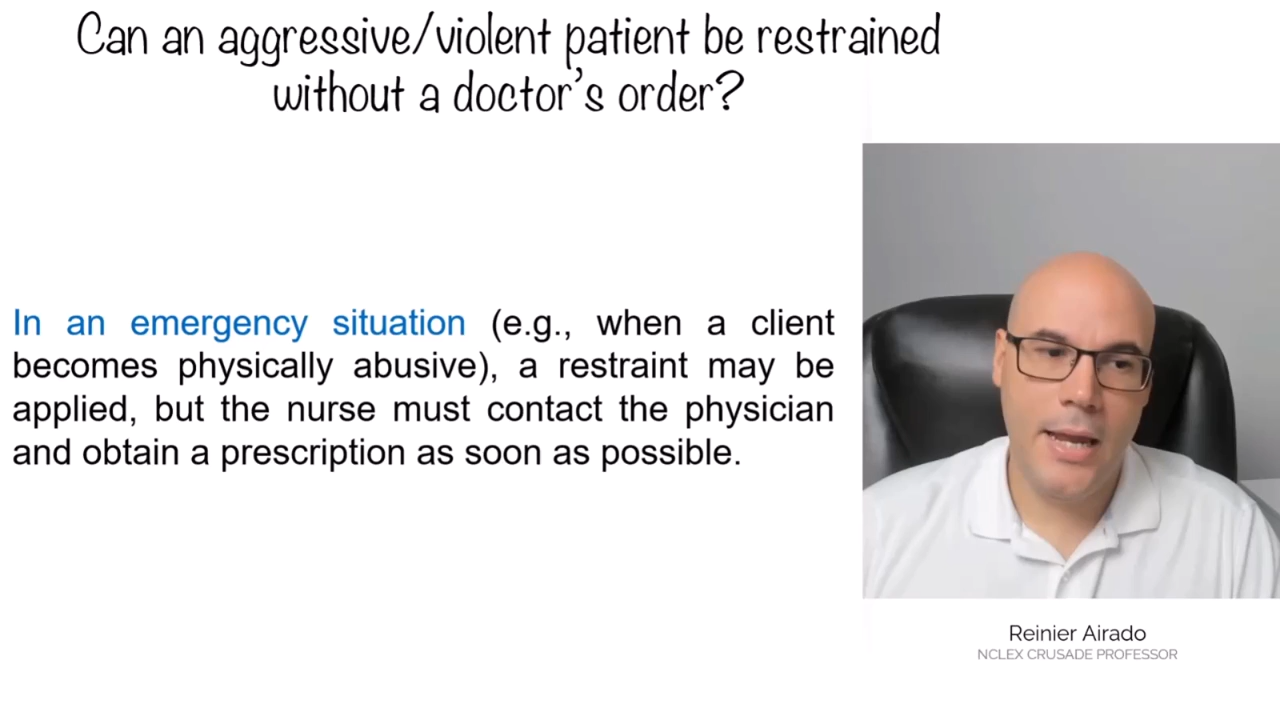 Can an aggressive/violent patient be restrained
without a doctor's order?
In an emergency situation (e.g., when a client
becomes physically abusive), a restraint may be
applied, but the nurse must contact the physician
and obtain a prescription as soon as possible.
Reinier Airado
NCLEX CRUSADE PROFESSOR